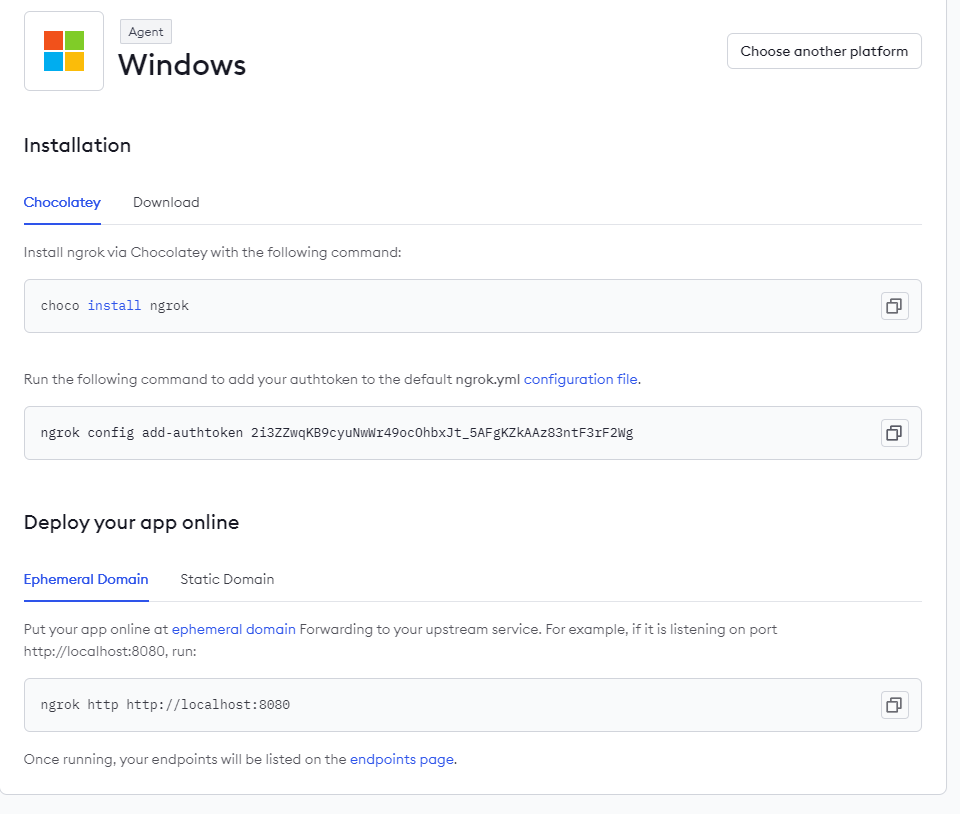 Agent
Windows
Choose another platform
Installation
Chocolatey Download
Install ngrok via Chocolatey with the following command:
choco install ngrok
Run the following command to add your authtoken to the default ngrok.yml configuration file.
ngrok config add-authtoken 2i3ZZwqKB9cyuNwWr49ocOhbxJt_5AFgKZkAAz83ntF3rF2Wg
Deploy your app online
Ephemeral Domain Static Domain
Put your app online at ephemeral domain Forwarding to your upstream service. For example, if it is listening on port
http://localhost:8080, run:
ngrok http http://localhost:8080
Once running, your endpoints will be listed on the endpoints page.